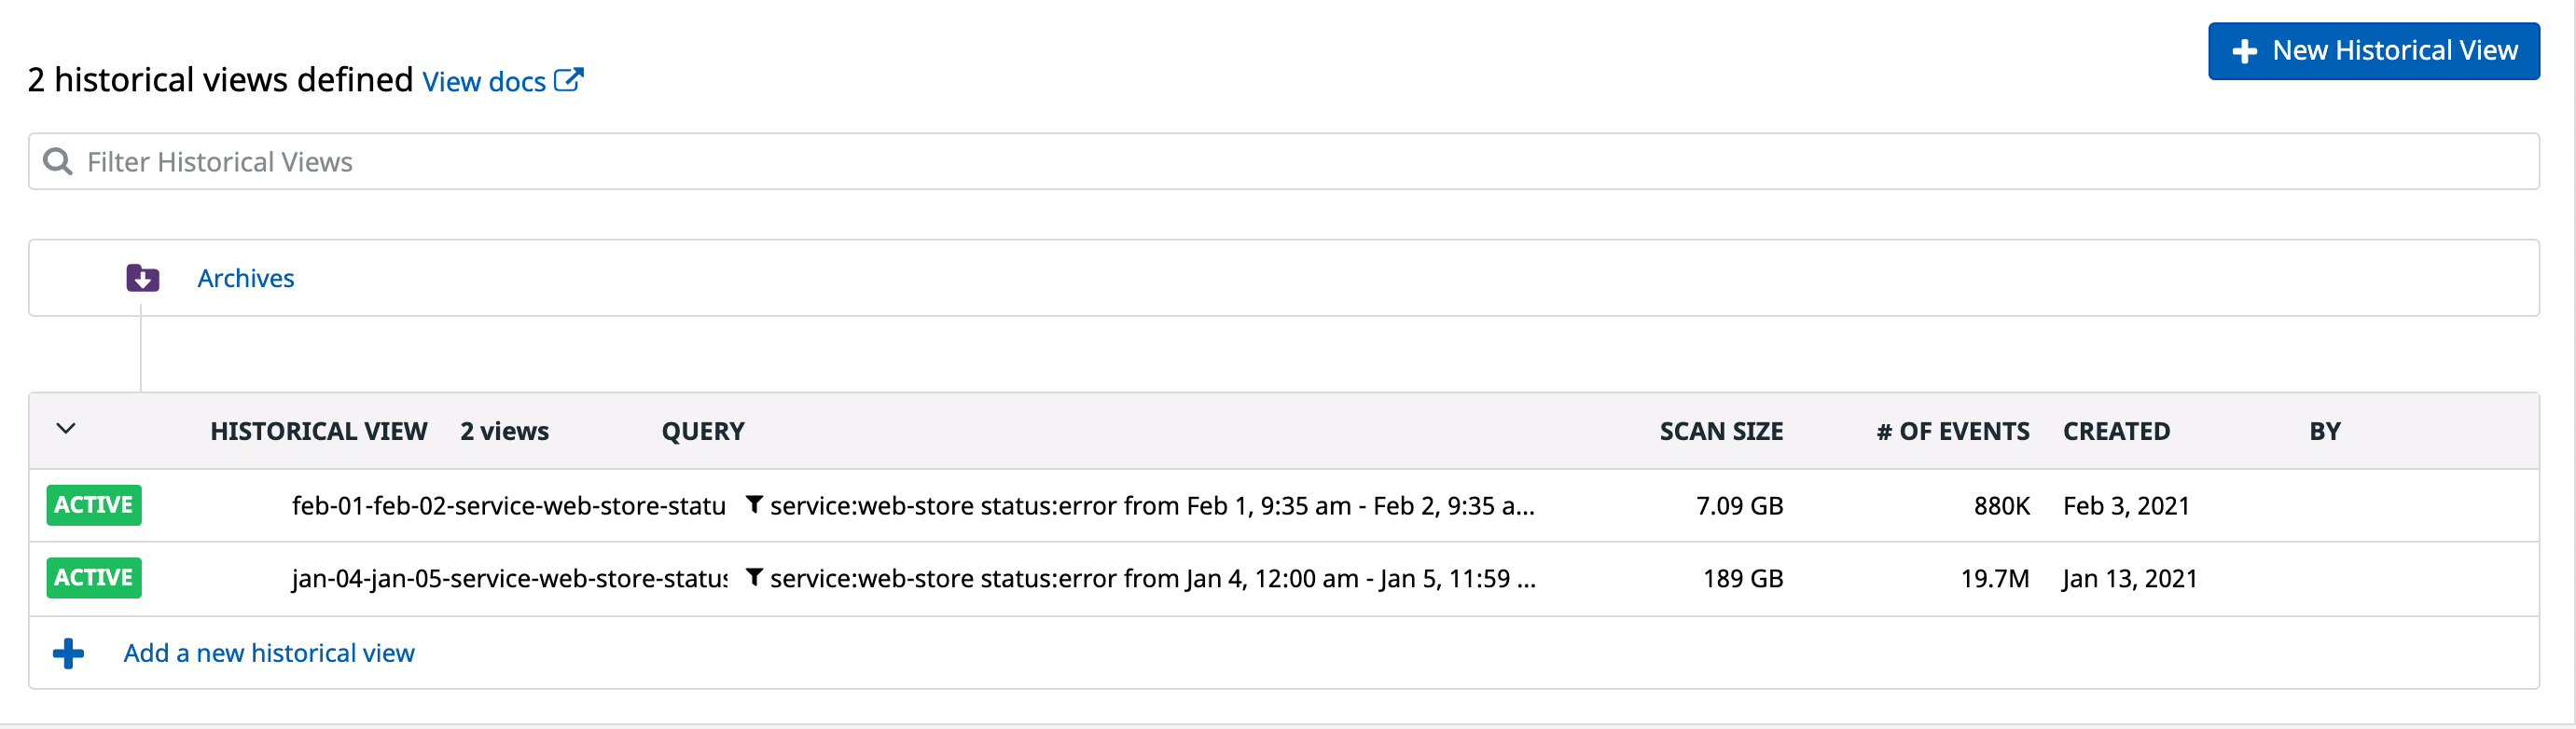 New Historical View
2 historical views defined View docs
Filter Historical Views
Archives
HISTORICAL VIEW 2 views QUERY SCAN SIZE # OF EVENTS CREATED BY
ACTIVE feb-01-feb-02-service-web-store-statu service:web-store status:error from Feb 1, 9:35 am - Feb 2, 9:35 a... 7.09 GB 880K Feb 3, 2021
ACTIVE jan-04-jan-05-service-web-store-status service:web-store status:error from Jan 4, 12:00 am - Jan 5, 11:59 ... 189 GB 19.7M Jan 13, 2021
Add a new historical view